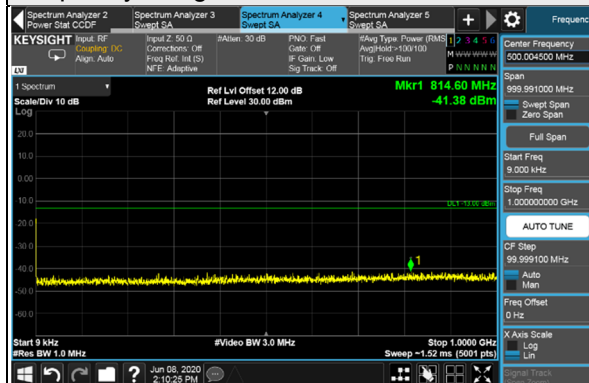 Spectrum Analyzer 2
Power Stat CCDF
Spectrum Analyzer 3
Swept SA
Spectrum Analyzer 4
Swept SA
Spectrum Analyzer 5
Swept SA
Frequenc
KEYSIGHT
Input: RF
Coupling: DC
Align: Auto
Input Z: 50 Ω
Corrections: Off
Freq Ref: Int (S)
NFE: Adaptive
#Atten: 30 dB
PNO: Fast
Gate: Off
IF Gain: Low
Sig Track: Off
#Avg Type: Power (RMS
Avg|Hold:>100/100
Trig: Free Run
1 2 3 4 5 6
M W W W W W
P N N N N N
LXI
1 Spectrum
Scale/Div 10 dB
Log
Ref Lvl Offset 12.00 dB
Ref Level 30.00 dBm
Mkr1 814.60 MHz
-41.38 dBm
20.0
10.0
0.00
-10.0
-20.0
-30.0
-40.0
-50.0
-60.0
DL1 -13.00 dBm
1
Start 9 kHz
#Res BW 1.0 MHz
#Video BW 3.0 MHz
Stop 1.0000 GHz
Sweep ~1.52 ms (5001 pts)
Jun 08, 2020
2:10:25 PM
Center Frequency
500.004500 MHz
Span
999.991000 MHz
Swept Span
Zero Span
Full Span
Start Freq
9.000 kHz
Stop Freq
1.000000000 GHz
AUTO TUNE
CF Step
99.999100 MHz
Auto
Man
Freq Offset
0 Hz
X Axis Scale
Log
Lin
Signal Track